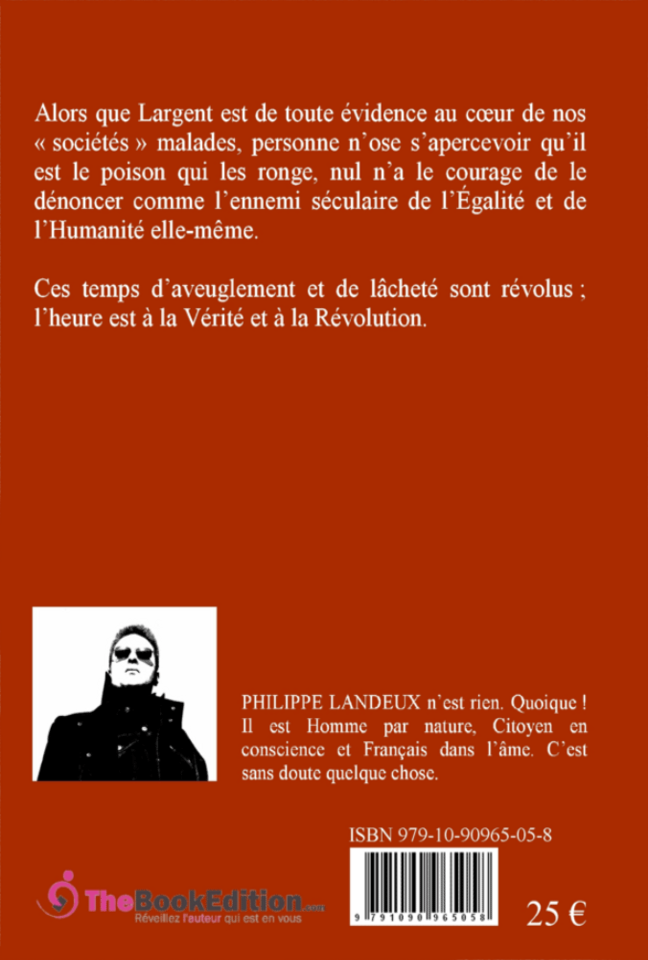 Alors que Largent est de toute évidence au cœur de nos
« sociétés » malades, personne n'ose s'apercevoir qu'il
est le poison qui les ronge, nul n'a le courage de le
dénoncer comme l'ennemi séculaire de l'Égalité et de
l'Humanité elle-même.
Ces temps d'aveuglement et de lâcheté sont révolus ;
l'heure est à la Vérité et à la Révolution.
PHILIPPE LANDEUX n'est rien. Quoique !
Il est Homme par nature, Citoyen en
conscience et Français dans l'âme. C'est
sans doute quelque chose.
ISBN 979-10-90965-05-8
9 791090 965058
25 €
TheBookEdition.com
Réveillez l'auteur qui est en vous